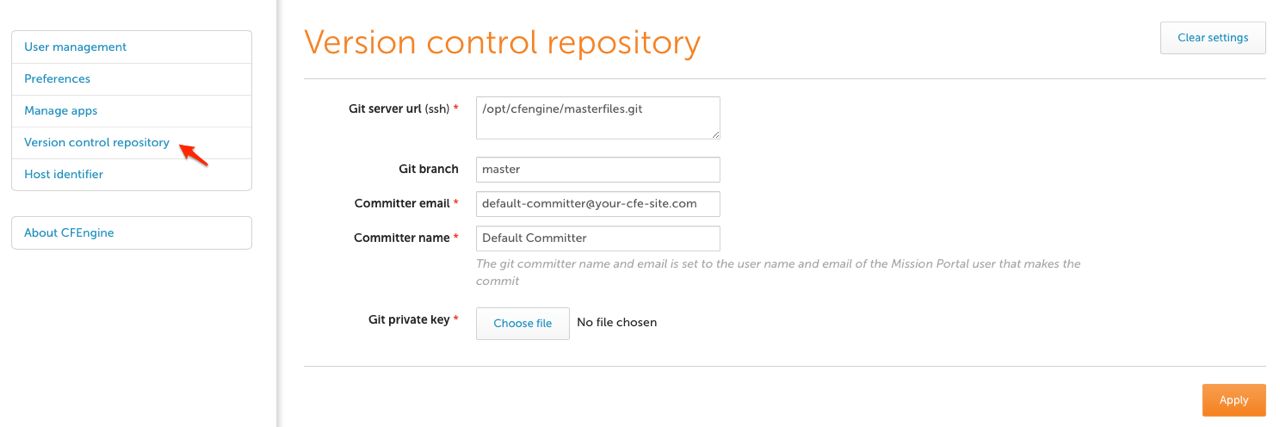 User management
Preferences
Manage apps
Version control repository
Host identifier
About CFEngine
Version control repository
Clear settings
Git server url (ssh) * /opt/cfengine/masterfiles.git
Git branch master
Committer email * default-committer@your-cfe-site.com
Committer name * Default Committer
The git committer name and email is set to the user name and email of the Mission Portal user that makes the
commit
Git private key * Choose file No file chosen
Apply